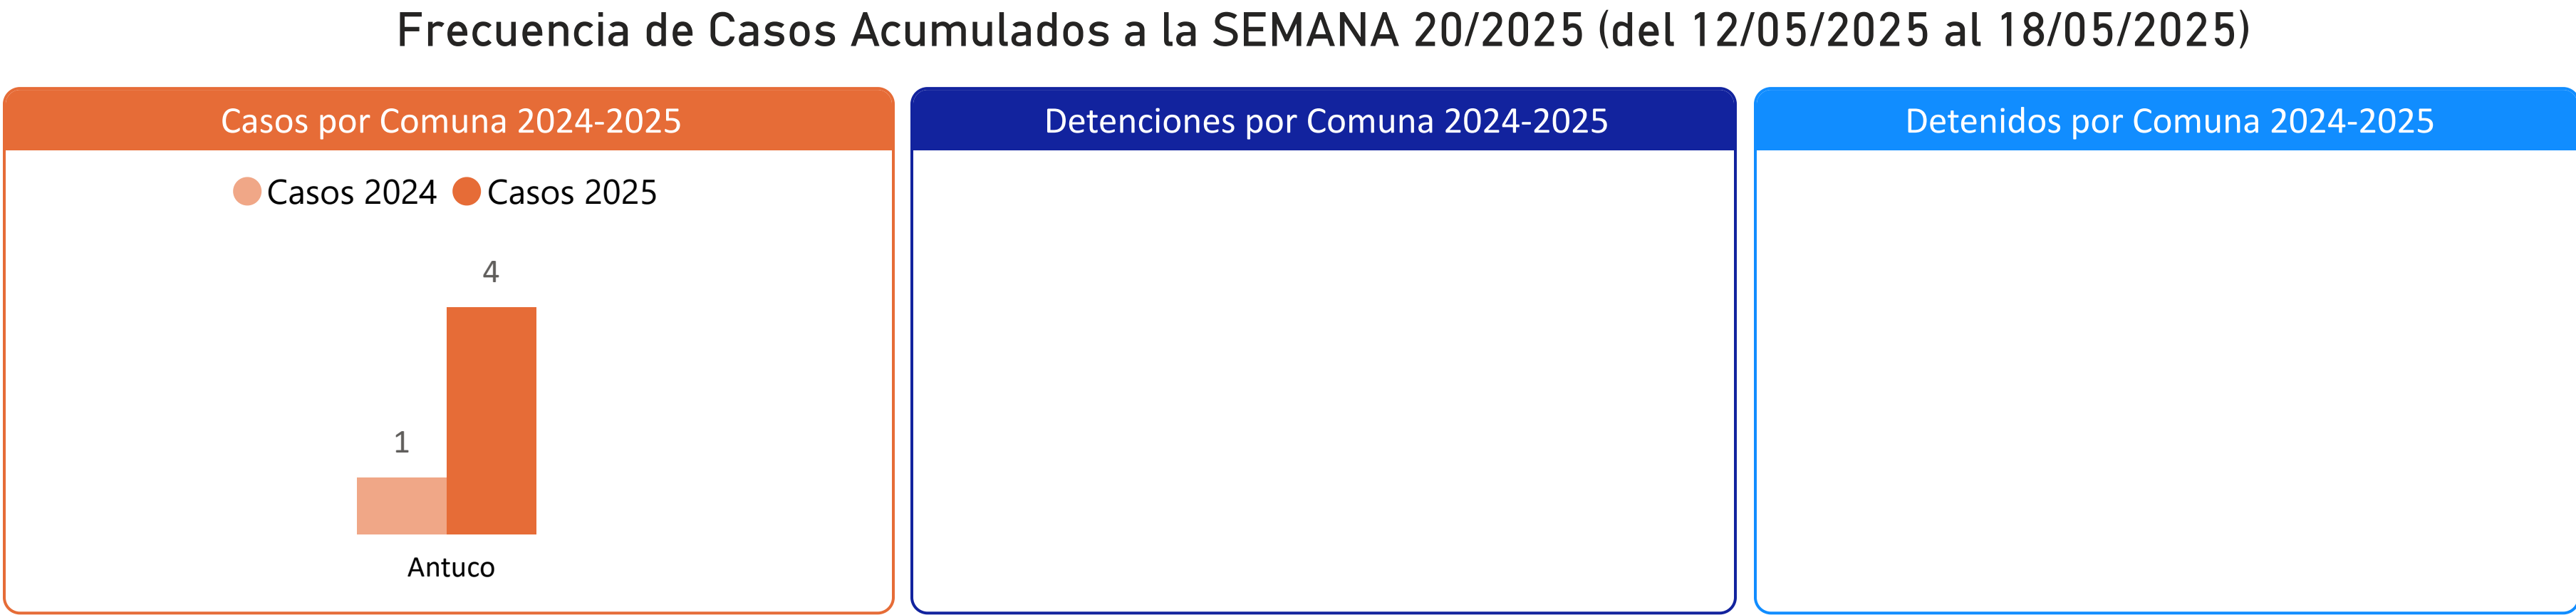 Frecuencia de Casos Acumulados a la SEMANA 20/2025 (del 12/05/2025 al 18/05/2025)
Casos por Comuna 2024-2025
Casos 2024 Casos 2025
4
1
Antuco
Detenciones por Comuna 2024-2025
Detenidos por Comuna 2024-2025